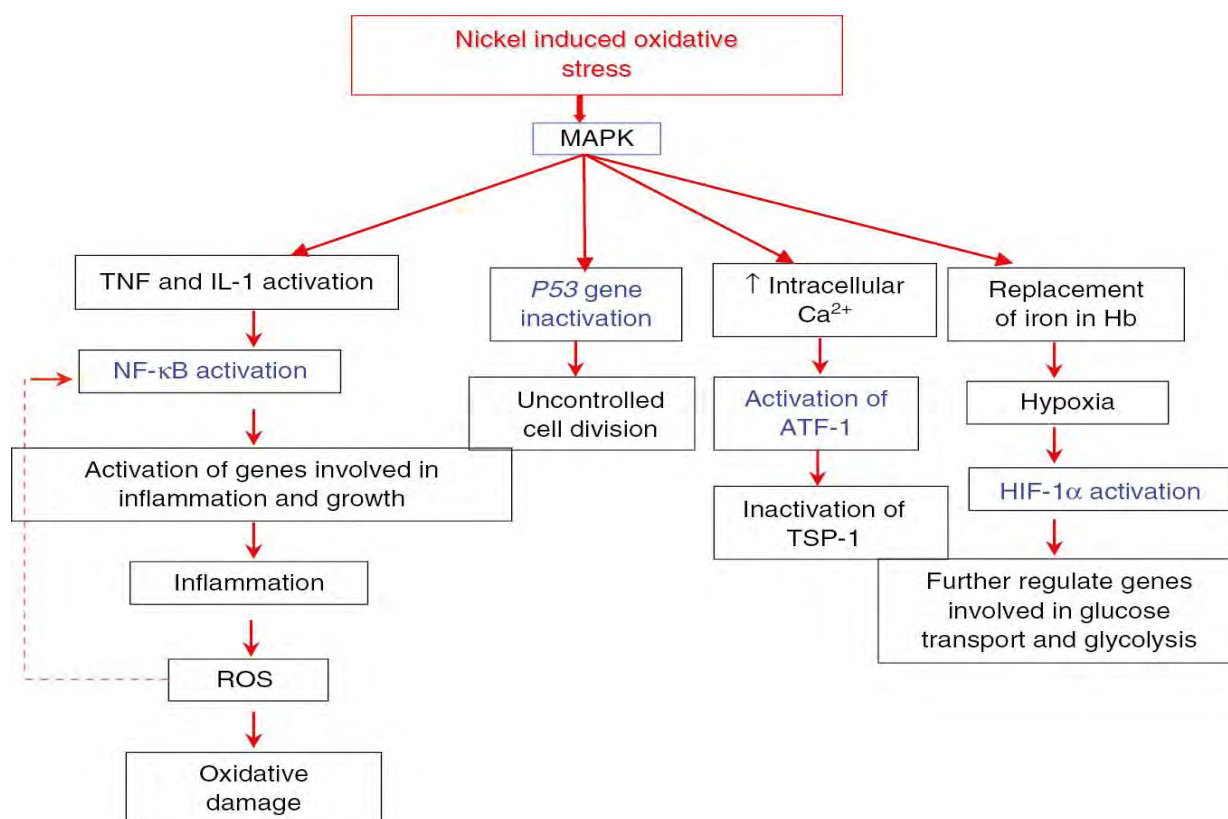 Nickel induced oxidative
stress
MAPK
TNF and IL-1 activation
NF-κB activation
Activation of genes involved in
inflammation and growth
Inflammation
ROS
Oxidative
damage
P53 gene
inactivation
Uncontrolled
cell division
↑ Intracellular
Ca²⁺
Activation of
ATF-1
Inactivation of
TSP-1
Replacement
of iron in Hb
Hypoxia
HIF-1α activation
Further regulate genes
involved in glucose
transport and glycolysis